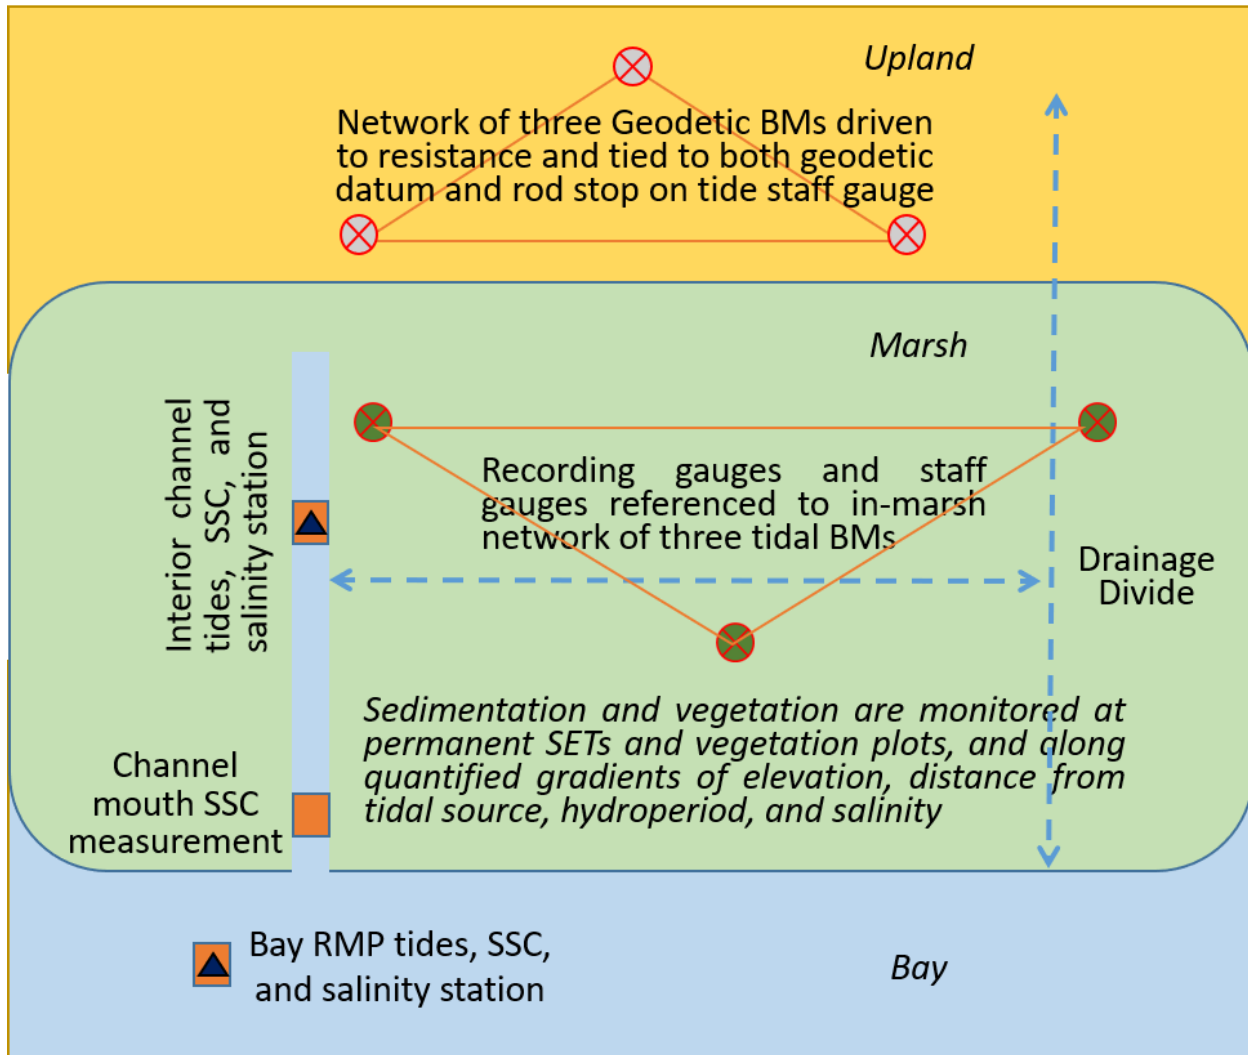 Upland
Network of three Geodetic BMs driven
to resistance and tied to both geodetic
datum and rod stop on tide staff gauge
Marsh
Interior channel
tides, SSC, and
salinity station
Recording gauges and staff
gauges referenced to in-marsh
network of three tidal BMs
Drainage
Divide
Sedimentation and vegetation are monitored at
permanent SETs and vegetation plots, and along
quantified gradients of elevation, distance from
tidal source, hydroperiod, and salinity
Channel
mouth SSC
measurement
Bay RMP tides, SSC,
and salinity station
Bay